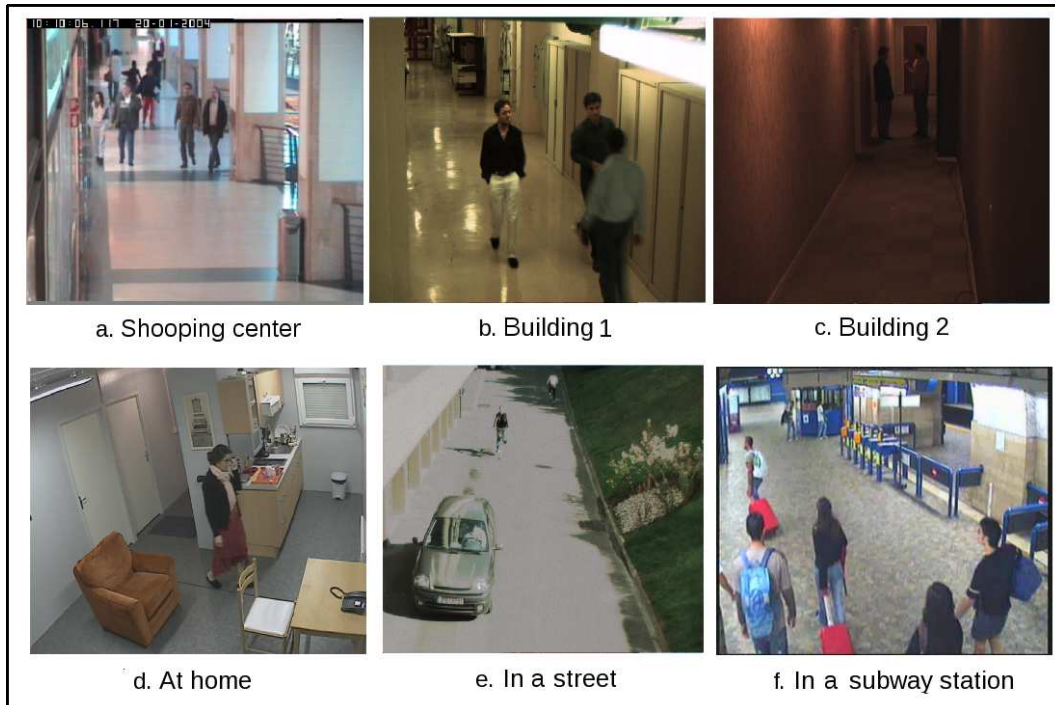 10:10:06.117 20-01-2004
a. Shooping center
b. Building 1
c. Building 2
d. At home
e. In a street
f. In a subway station